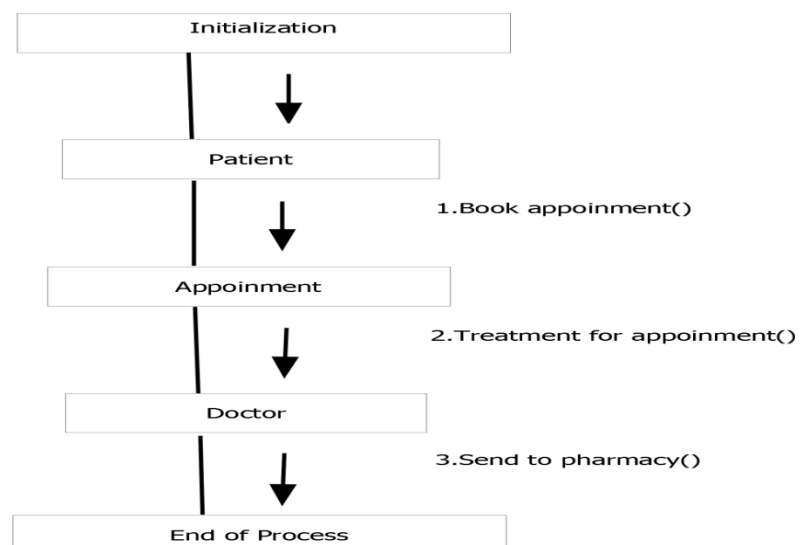 Initialization
Patient
1.Book appoinment()
Appoinment
2.Treatment for appoinment()
Doctor
3.Send to pharmacy()
End of Process